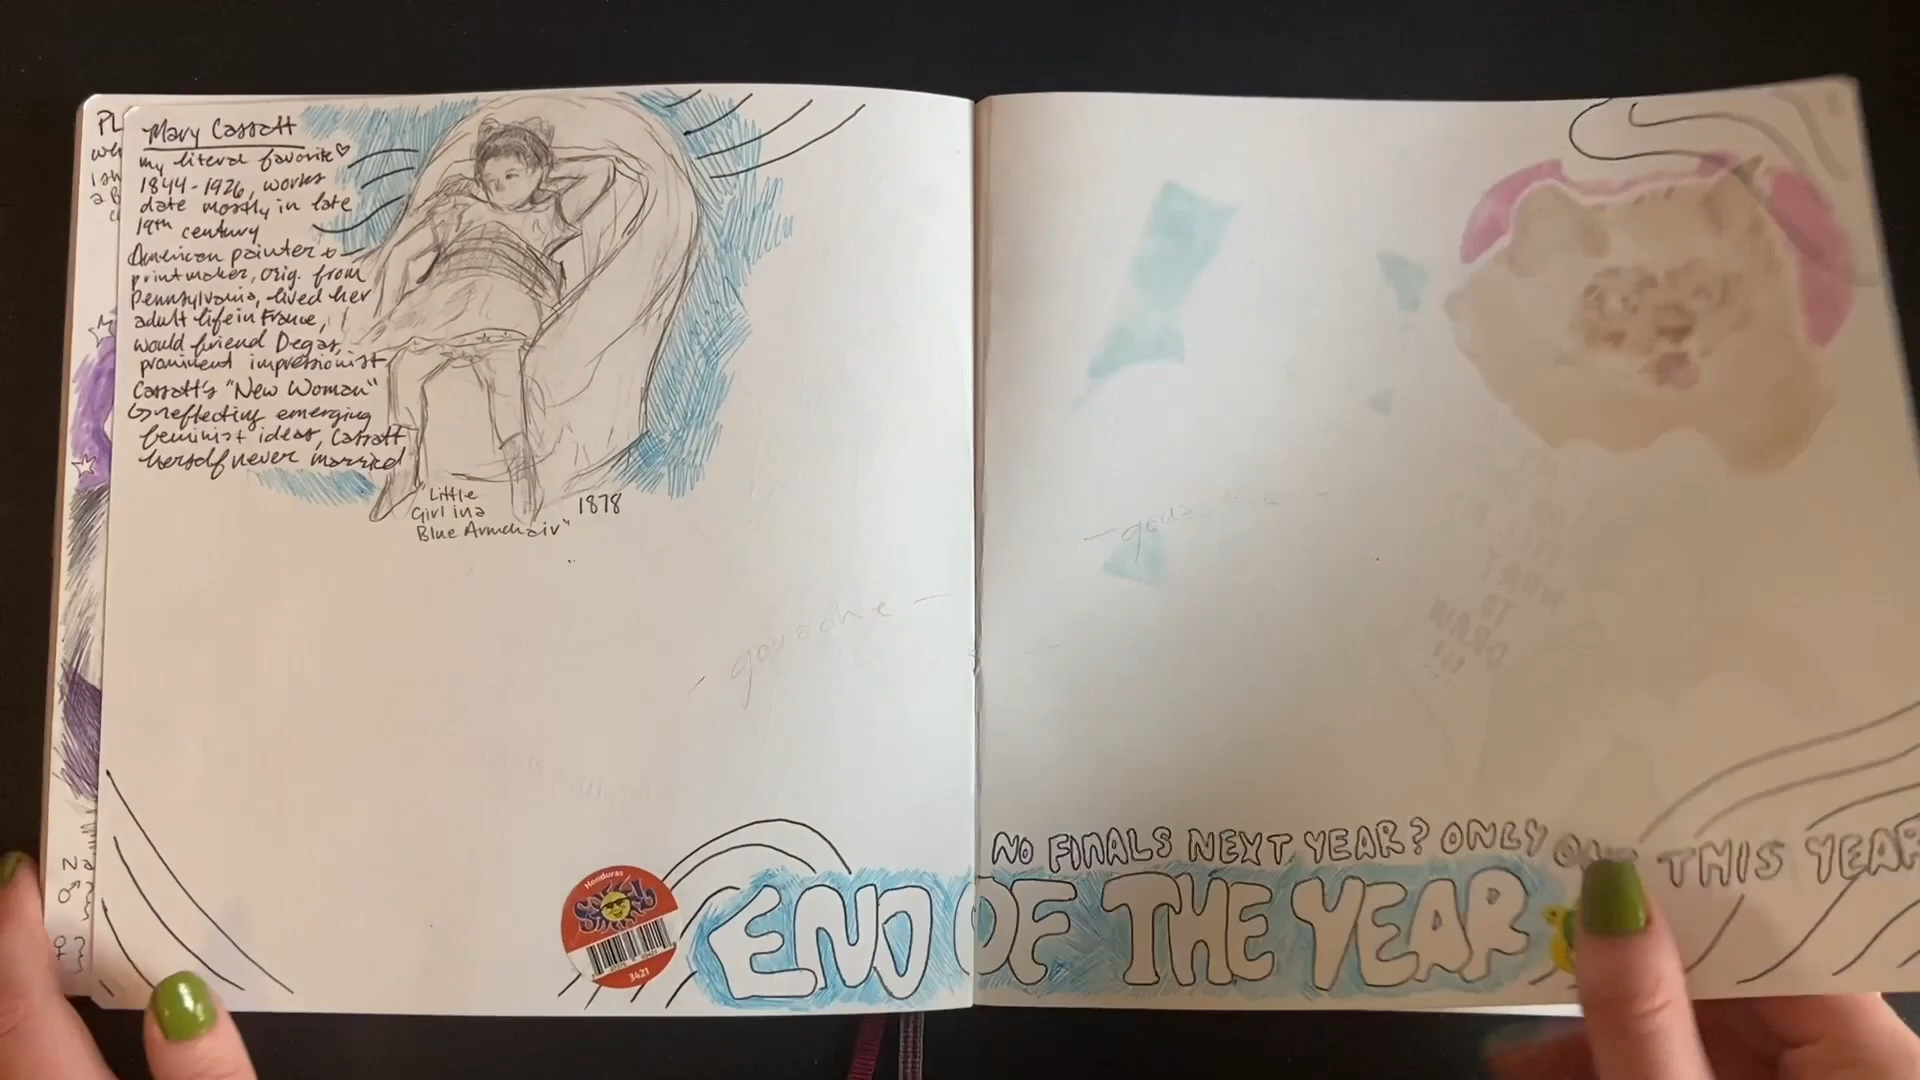 Mary Cassatt
my literal favorite♡
1844-1926, works
date mostly in late
19th century
American painter &
printmaker, orig. from
Pennsylvania, lived her
adult life in France,
would friend Degas,
prominent impressionist
Cassatt's "New Woman"
↳ reflecting emerging
feminist ideas, Cassatt
herself never married
"Little
Girl in a
Blue Armchair"
1878
- gouache -
Honduras
SOL
3421
NO FINALS NEXT YEAR? ONLY THIS YEAR
END OF THE YEAR